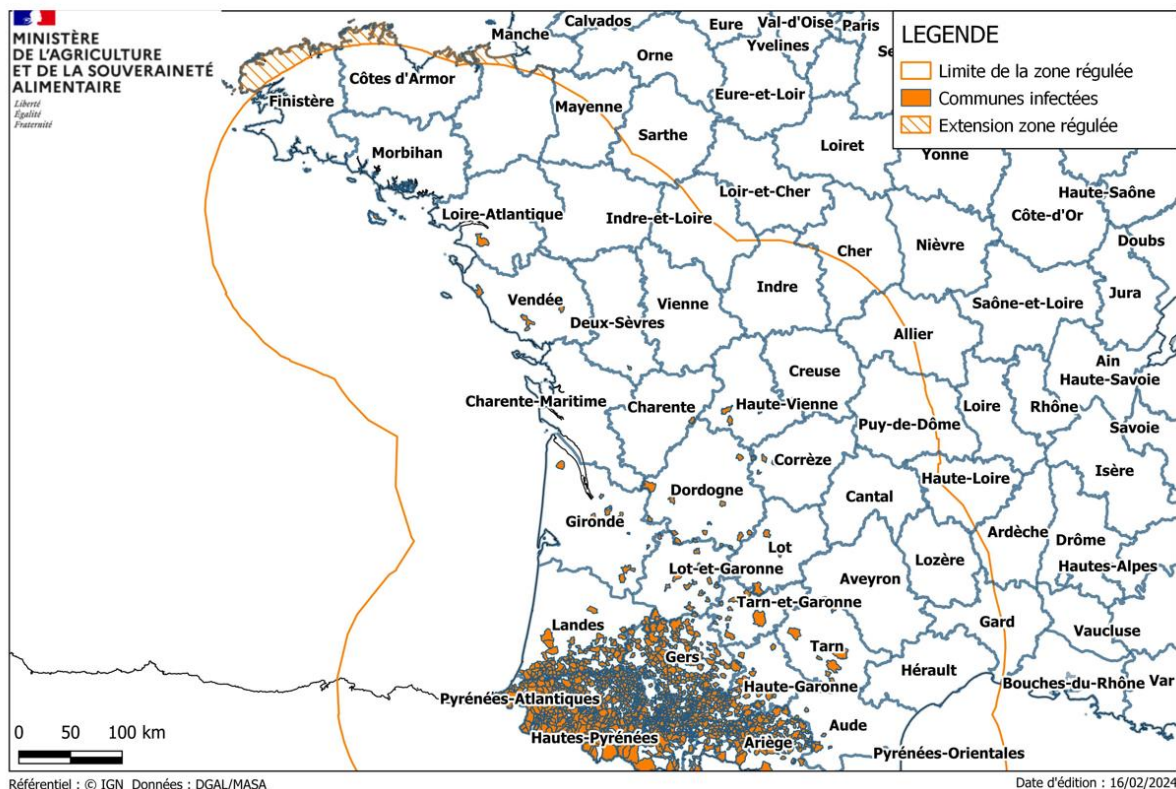 MINISTÈRE
DE L'AGRICULTURE
ET DE LA SOUVERAINETÉ
ALIMENTAIRE
Liberté
Égalité
Fraternité
LEGENDE
Limite de la zone régulée
Communes infectées
Extension zone régulée
Calvados
Eure
Val-d'Oise
Paris
Manche
Orne
Yvelines
Se
Côtes d'Armor
Eure-et-Loir
Finistère
Mayenne
Sarthe
Loiret
Yonne
Morbihan
Loir-et-Cher
Haute-Saône
Côte-d'Or
Loire-Atlantique
Indre-et-Loire
Cher
Nièvre
Doubs
Vendée
Vienne
Indre
Saône-et-Loire
Jura
Deux-Sèvres
Allier
Ain
Creuse
Haute-Savoie
Charente-Maritime
Charente
Haute-Vienne
Loire
Rhône
Puy-de-Dôme
Savoie
Corrèze
Isère
Haute-Loire
Dordogne
Cantal
Gironde
Ardèche
Drôme
Lot
Lozère
Hautes-Alpes
Lot-et-Garonne
Aveyron
Tarn-et-Garonne
Landes
Gard
Vaucluse
Tarn
Gers
Hérault
Haute-Garonne
Bouches-du-Rhône
Var
Pyrénées-Atlantiques
Aude
Hautes-Pyrénées
Ariège
Pyrénées-Orientales
0 50 100 km
Référentiel : © IGN Données : DGAL/MASA
Date d'édition : 16/02/2024